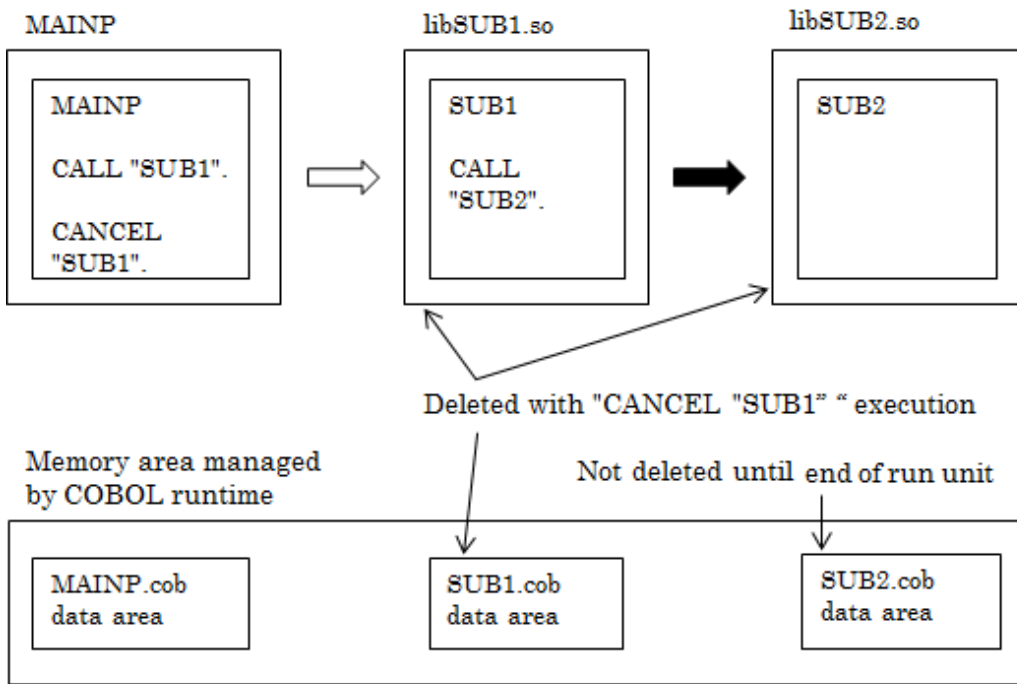 MAINP
libSUB1.so
libSUB2.so
MAINP
CALL "SUB1".
CANCEL
"SUB1".
SUB1
CALL
"SUB2".
SUB2
Deleted with "CANCEL "SUB1” “ execution
Memory area managed
by COBOL runtime
Not deleted until end of run unit
MAINP.cob
data area
SUB1.cob
data area
SUB2.cob
data area